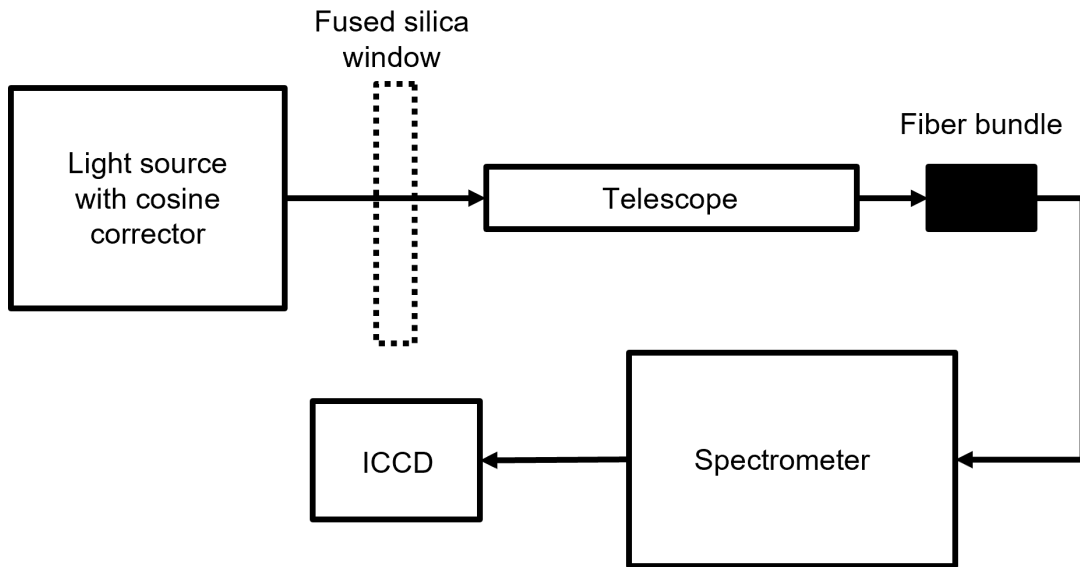 Fused silica
window
Light source
with cosine
corrector
Telescope
Fiber bundle
ICCD
Spectrometer